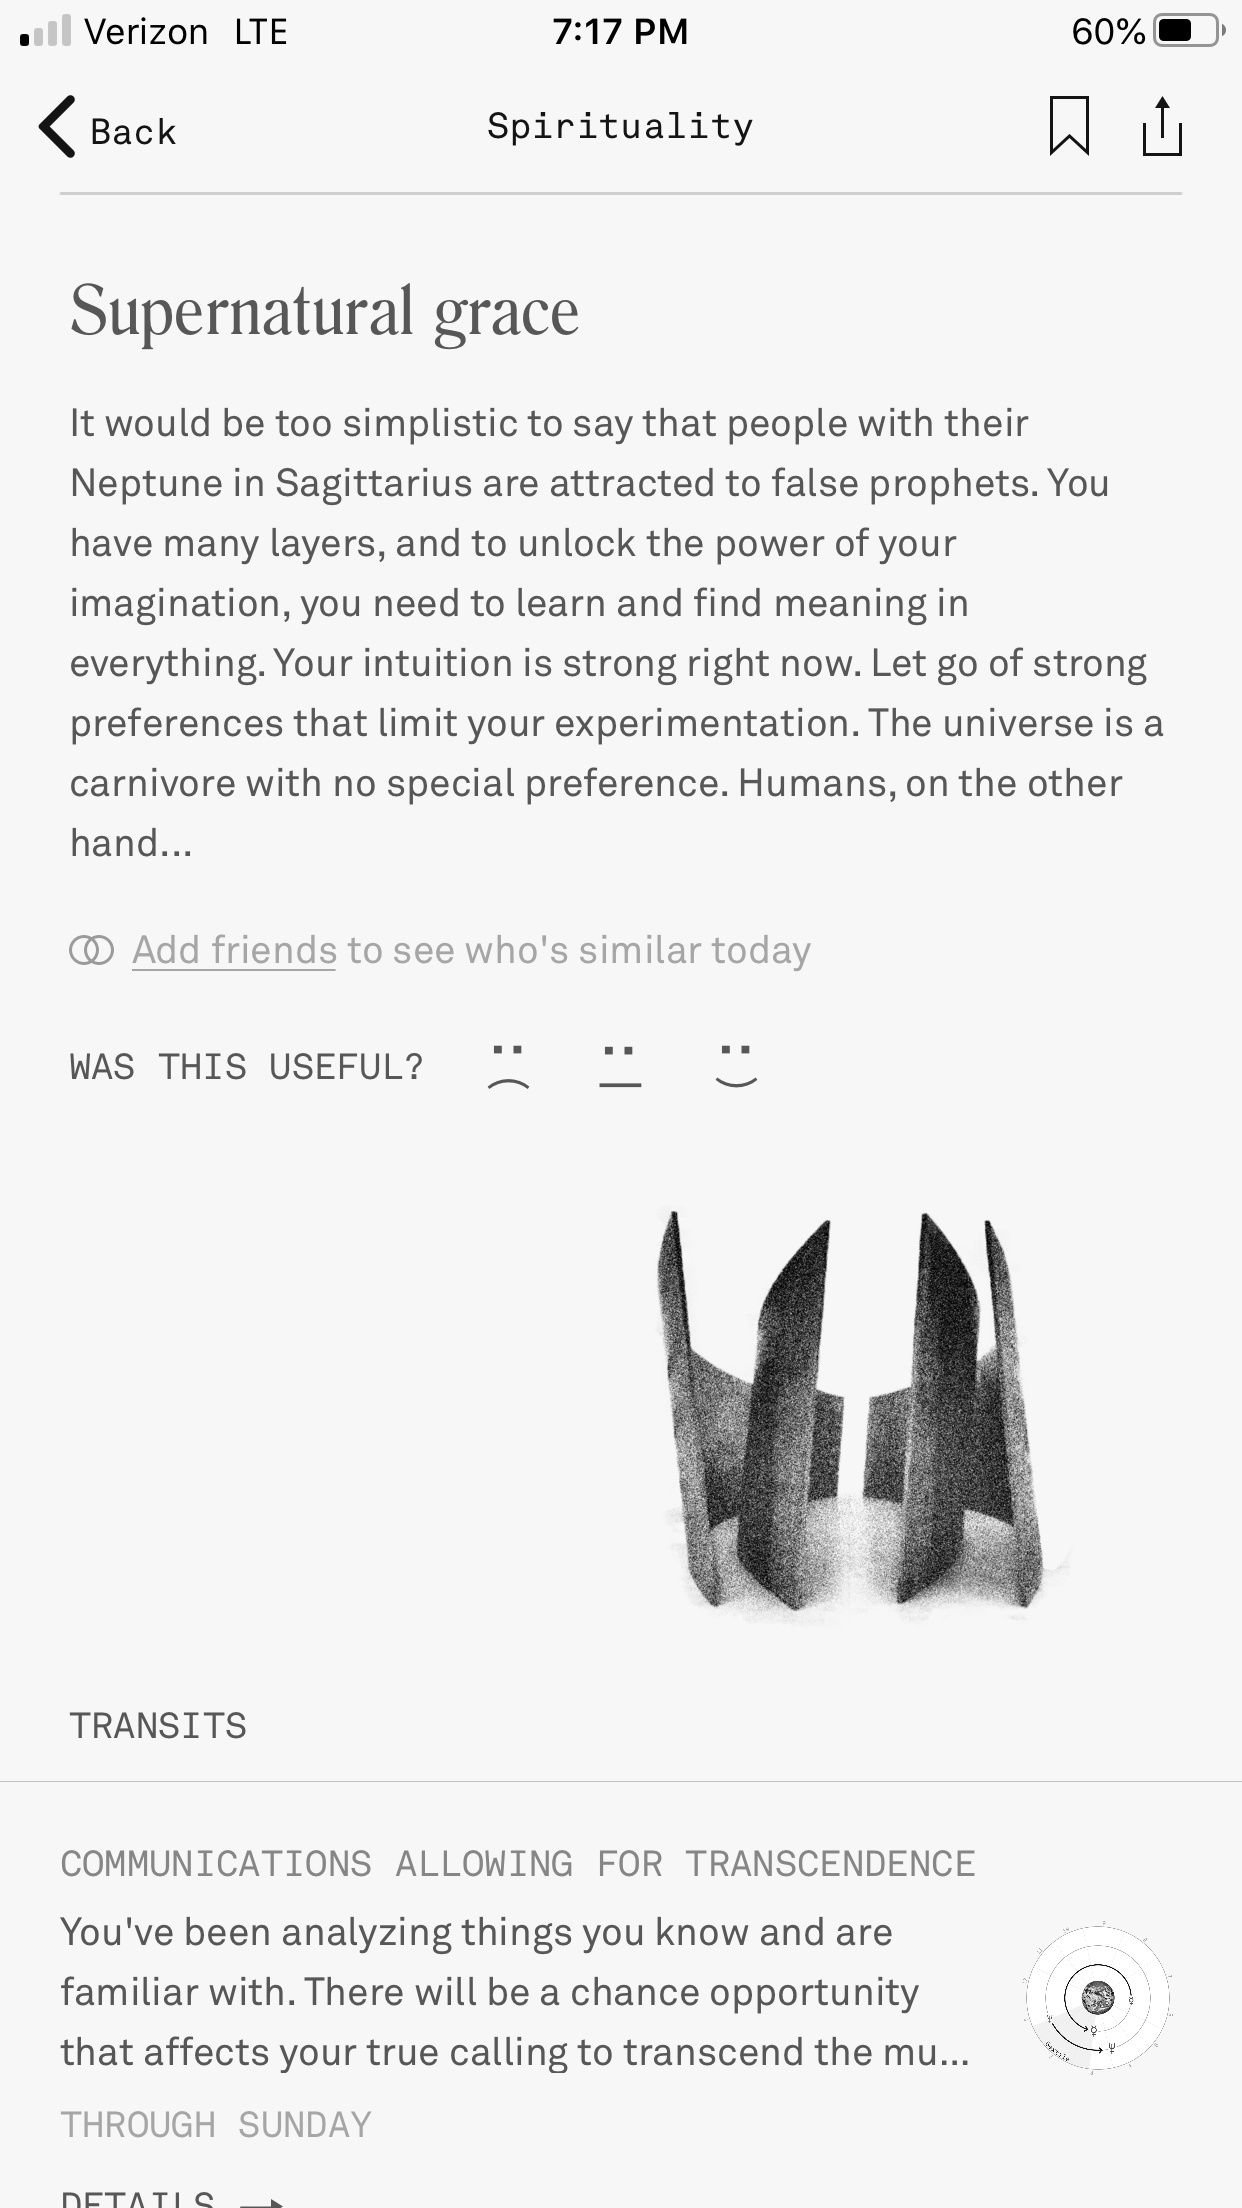 Verizon LTE 7:17 PM 60%
Back Spirituality
Supernatural grace
It would be too simplistic to say that people with their
Neptune in Sagittarius are attracted to false prophets. You
have many layers, and to unlock the power of your
imagination, you need to learn and find meaning in
everything. Your intuition is strong right now. Let go of strong
preferences that limit your experimentation. The universe is a
carnivore with no special preference. Humans, on the other
hand...
Add friends to see who's similar today
WAS THIS USEFUL?
TRANSITS
COMMUNICATIONS ALLOWING FOR TRANSCENDENCE
You've been analyzing things you know and are
familiar with. There will be a chance opportunity
that affects your true calling to transcend the mu...
THROUGH SUNDAY
DETAILS →